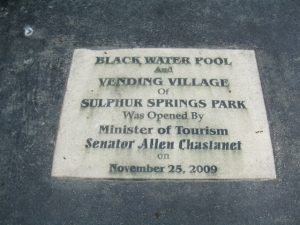 BLACK WATER POOL
And
VENDING VILLAGE
Of
SULPHUR SPRINGS PARK
Was Opened By
Minister of Tourism
Senator Allen Chastanet
on
November 25, 2009